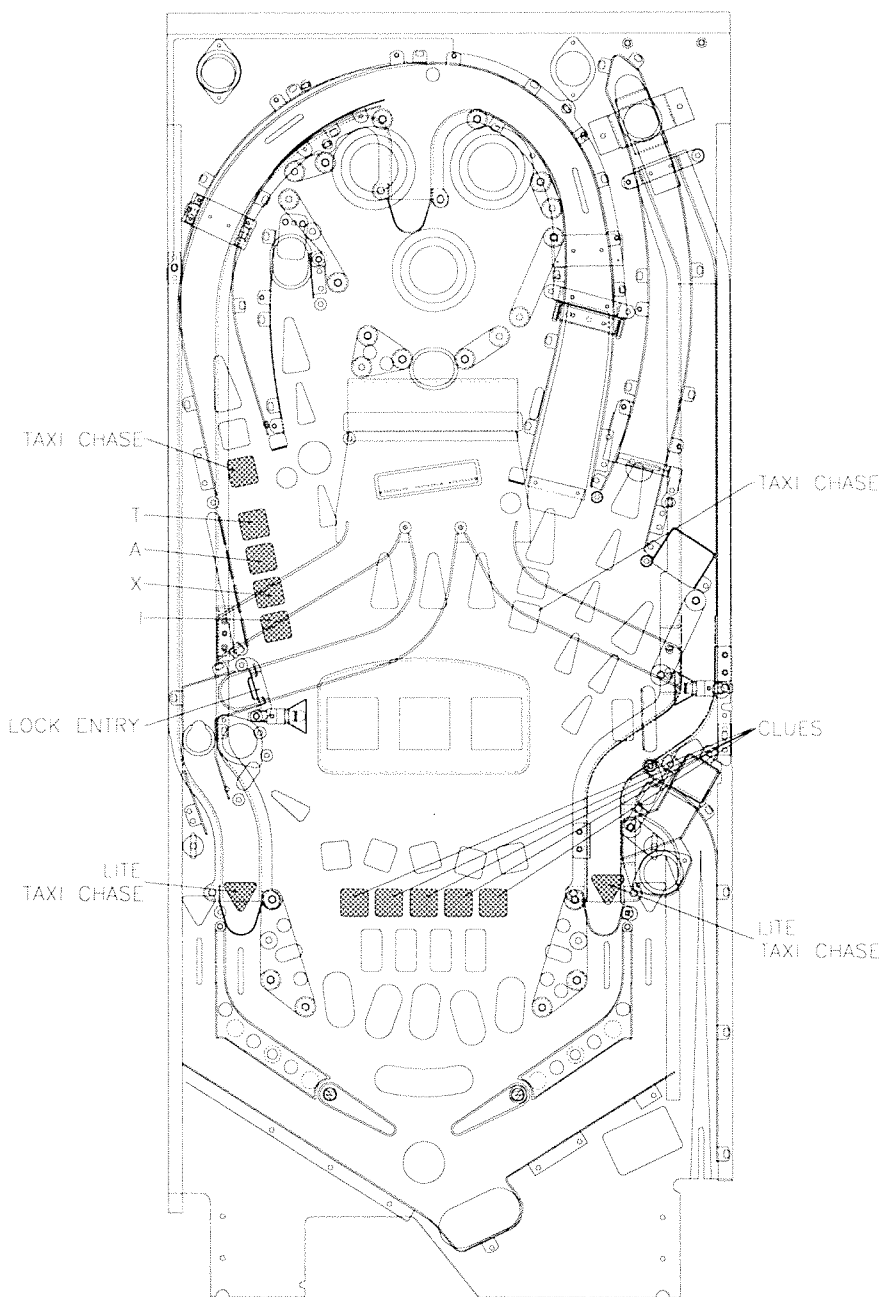 TAXI CHASE
T
A
X
I
LOCK ENTRY
LITE
TAXI CHASE
TAXI CHASE
CLUES
LITE
TAXI CHASE